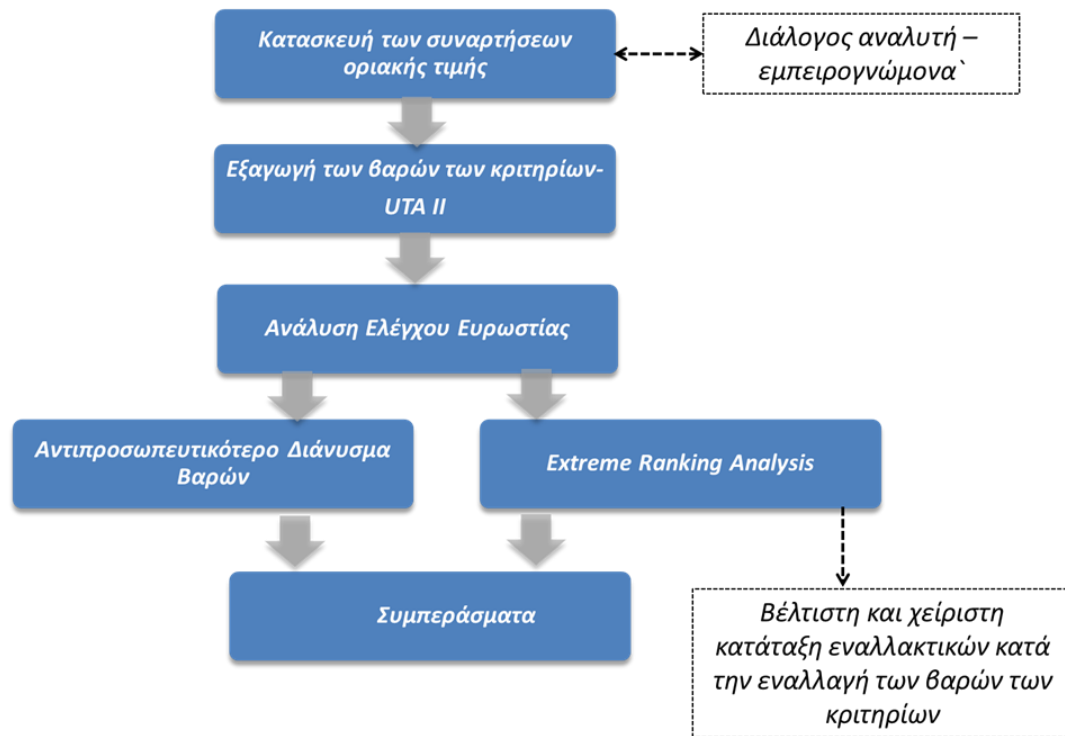 Κατασκευή των συναρτήσεων
οριακής τιμής
Διάλογος αναλυτή –
εμπειρογνώμονα`
Εξαγωγή των βαρών των κριτηρίων-
UTA II
Ανάλυση Ελέγχου Ευρωστίας
Αντιπροσωπευτικότερο Διάνυσμα
Βαρών
Extreme Ranking Analysis
Συμπεράσματα
Βέλτιστη και χείριστη
κατάταξη εναλλακτικών κατά
την εναλλαγή των βαρών των
κριτηρίων